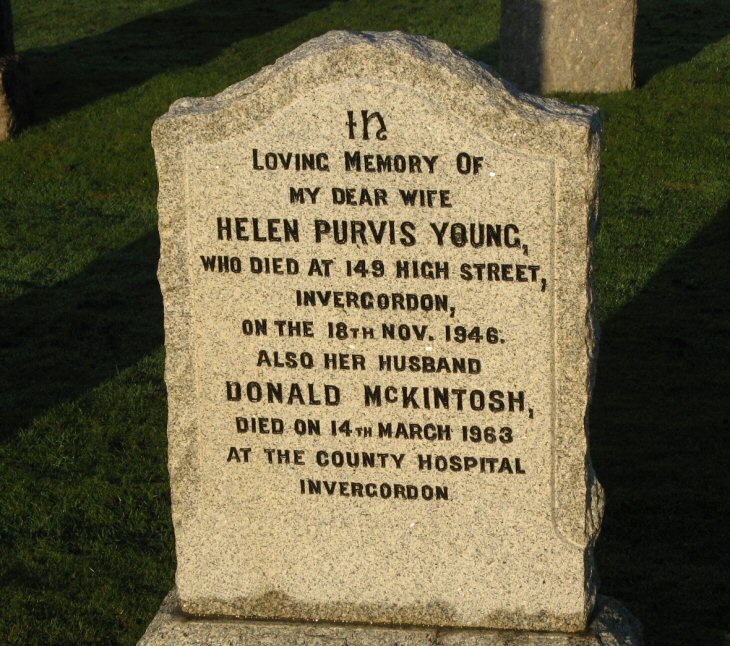 In
Loving Memory Of
MY DEAR WIFE
HELEN PURVIS YOUNG,
WHO DIED AT 149 HIGH STREET,
INVERGORDON,
ON THE 18TH NOV. 1946.
ALSO HER HUSBAND
DONALD McKINTOSH,
DIED ON 14TH MARCH 1963
AT THE COUNTY HOSPITAL
INVERGORDON